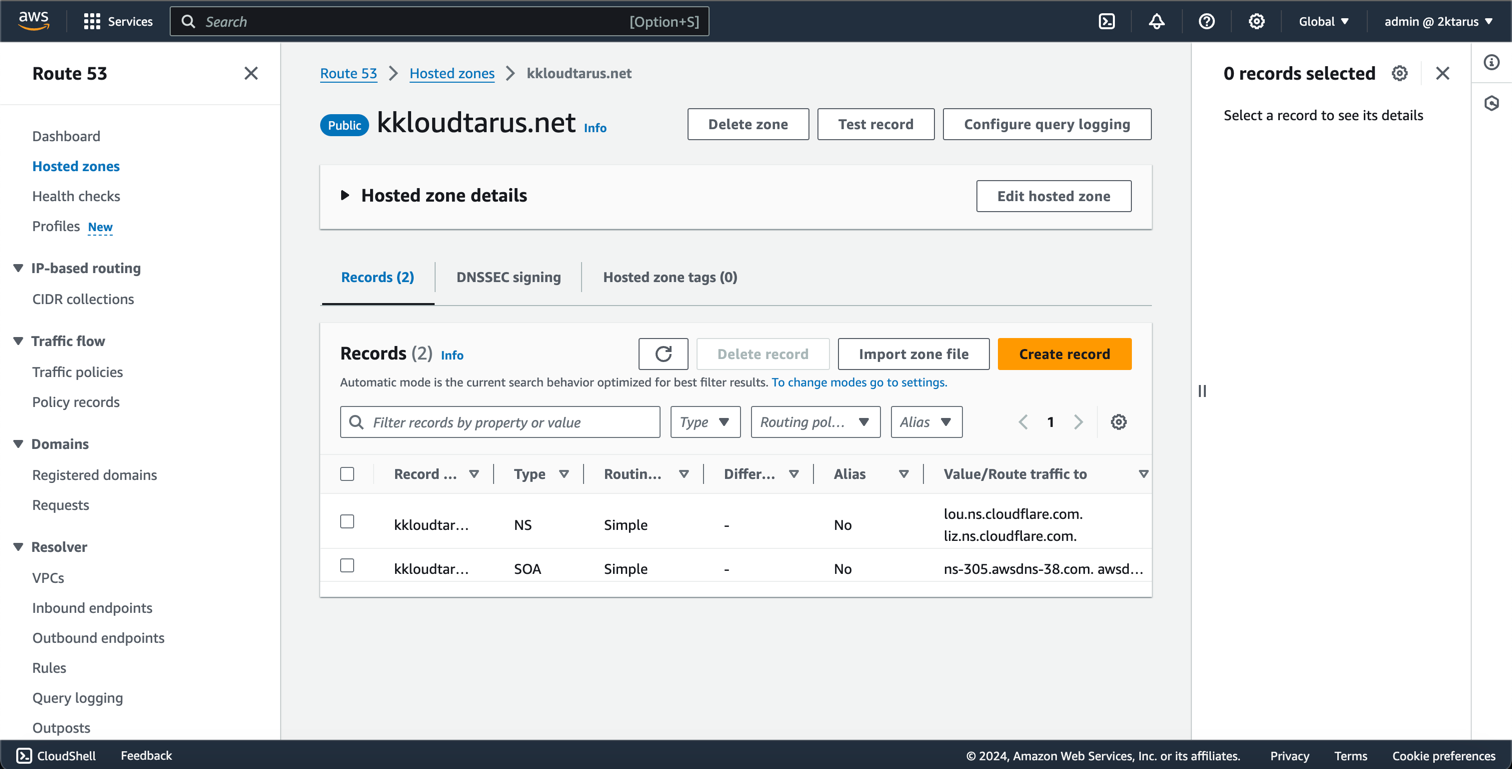 aws
Services
Search
[Option+S]
Global
admin @ 2ktarus
Route 53
Dashboard
Hosted zones
Health checks
Profiles New
IP-based routing
CIDR collections
Traffic flow
Traffic policies
Policy records
Domains
Registered domains
Requests
Resolver
VPCs
Inbound endpoints
Outbound endpoints
Rules
Query logging
Outposts
Route 53 Hosted zones kkloudtarus.net
Public kkloudtarus.net Info
Delete zone
Test record
Configure query logging
Hosted zone details
Edit hosted zone
Records (2)
DNSSEC signing
Hosted zone tags (0)
Records (2) Info
Delete record
Import zone file
Create record
Automatic mode is the current search behavior optimized for best filter results. To change modes go to settings.
Filter records by property or value
Type
Routing pol...
Alias
1
Record ... Type Routin... Differ... Alias Value/Route traffic to
kkloudtar... NS Simple - No lou.ns.cloudflare.com.
liz.ns.cloudflare.com.
kkloudtar... SOA Simple - No ns-305.awsdns-38.com. awsd...
0 records selected
Select a record to see its details
CloudShell
Feedback
© 2024, Amazon Web Services, Inc. or its affiliates.
Privacy
Terms
Cookie preferences